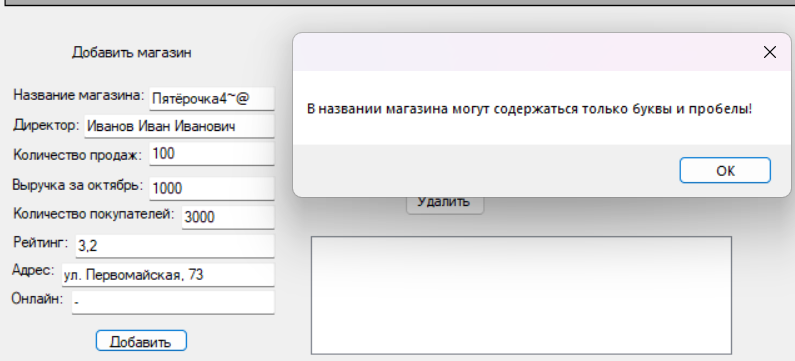 Добавить магазин
Название магазина: Пятёрочка4~@
Директор: Иванов Иван Иванович
Количество продаж: 100
Выручка за октябрь: 1000
Количество покупателей: 3000
Рейтинг: 3,2
Адрес: ул. Первомайская, 73
Онлайн: -
Добавить
В названии магазина могут содержаться только буквы и пробелы!
ОК
Удалить